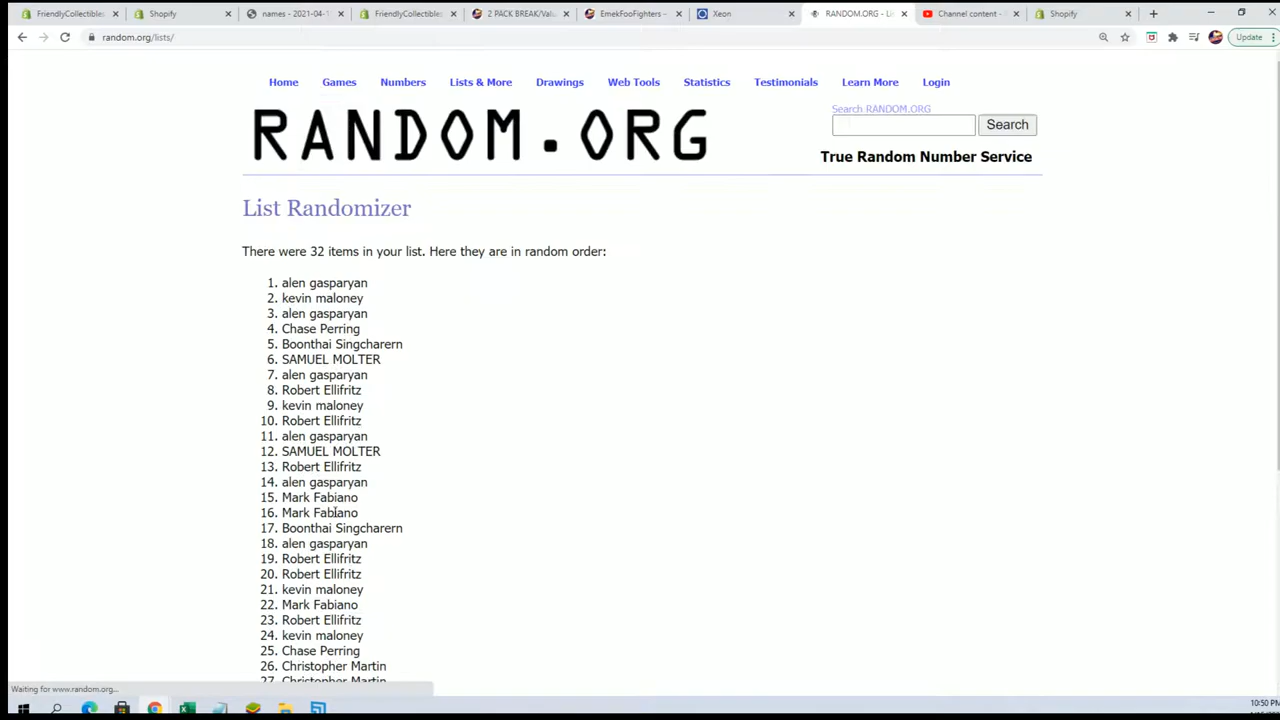 FriendlyCollectibles
Shopify
names - 2021-04-1
FriendlyCollectibles
2 PACK BREAK/Valu
EmekFooFighters –
Xeon
RANDOM.ORG - Li
Channel content -
Shopify
random.org/lists/
Update
Home
Games
Numbers
Lists & More
Drawings
Web Tools
Statistics
Testimonials
Learn More
Login
RANDOM.ORG
Search RANDOM.ORG
Search
True Random Number Service
List Randomizer
There were 32 items in your list. Here they are in random order:
1. alen gasparyan
2. kevin maloney
3. alen gasparyan
4. Chase Perring
5. Boonthai Singcharern
6. SAMUEL MOLTER
7. alen gasparyan
8. Robert Ellifritz
9. kevin maloney
10. Robert Ellifritz
11. alen gasparyan
12. SAMUEL MOLTER
13. Robert Ellifritz
14. alen gasparyan
15. Mark Fabiano
16. Mark Fabiano
17. Boonthai Singcharern
18. alen gasparyan
19. Robert Ellifritz
20. Robert Ellifritz
21. kevin maloney
22. Mark Fabiano
23. Robert Ellifritz
24. kevin maloney
25. Chase Perring
26. Christopher Martin
27. Christopher Martin
Waiting for www.random.org...
10:50 PM